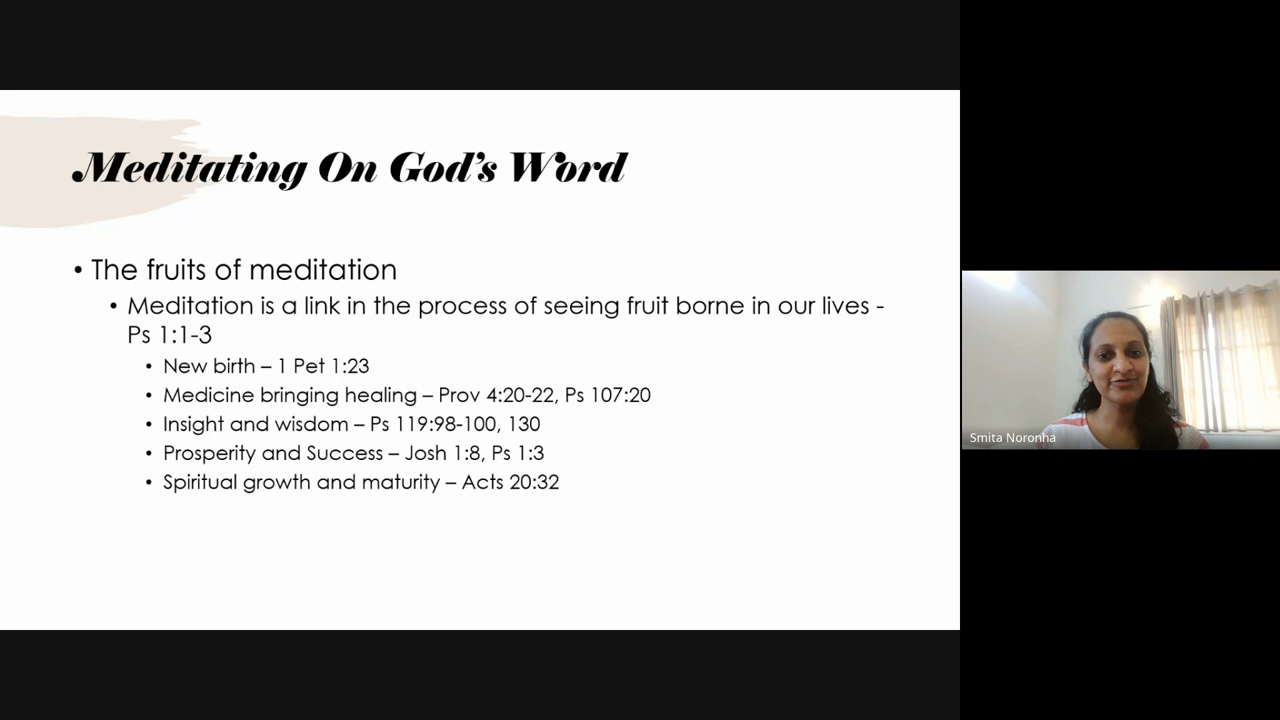 Meditating On God's Word
• The fruits of meditation
• Meditation is a link in the process of seeing fruit borne in our lives -
Ps 1:1-3
• New birth – 1 Pet 1:23
• Medicine bringing healing – Prov 4:20-22, Ps 107:20
• Insight and wisdom – Ps 119:98-100, 130
• Prosperity and Success – Josh 1:8, Ps 1:3
• Spiritual growth and maturity – Acts 20:32
Smita Noronha